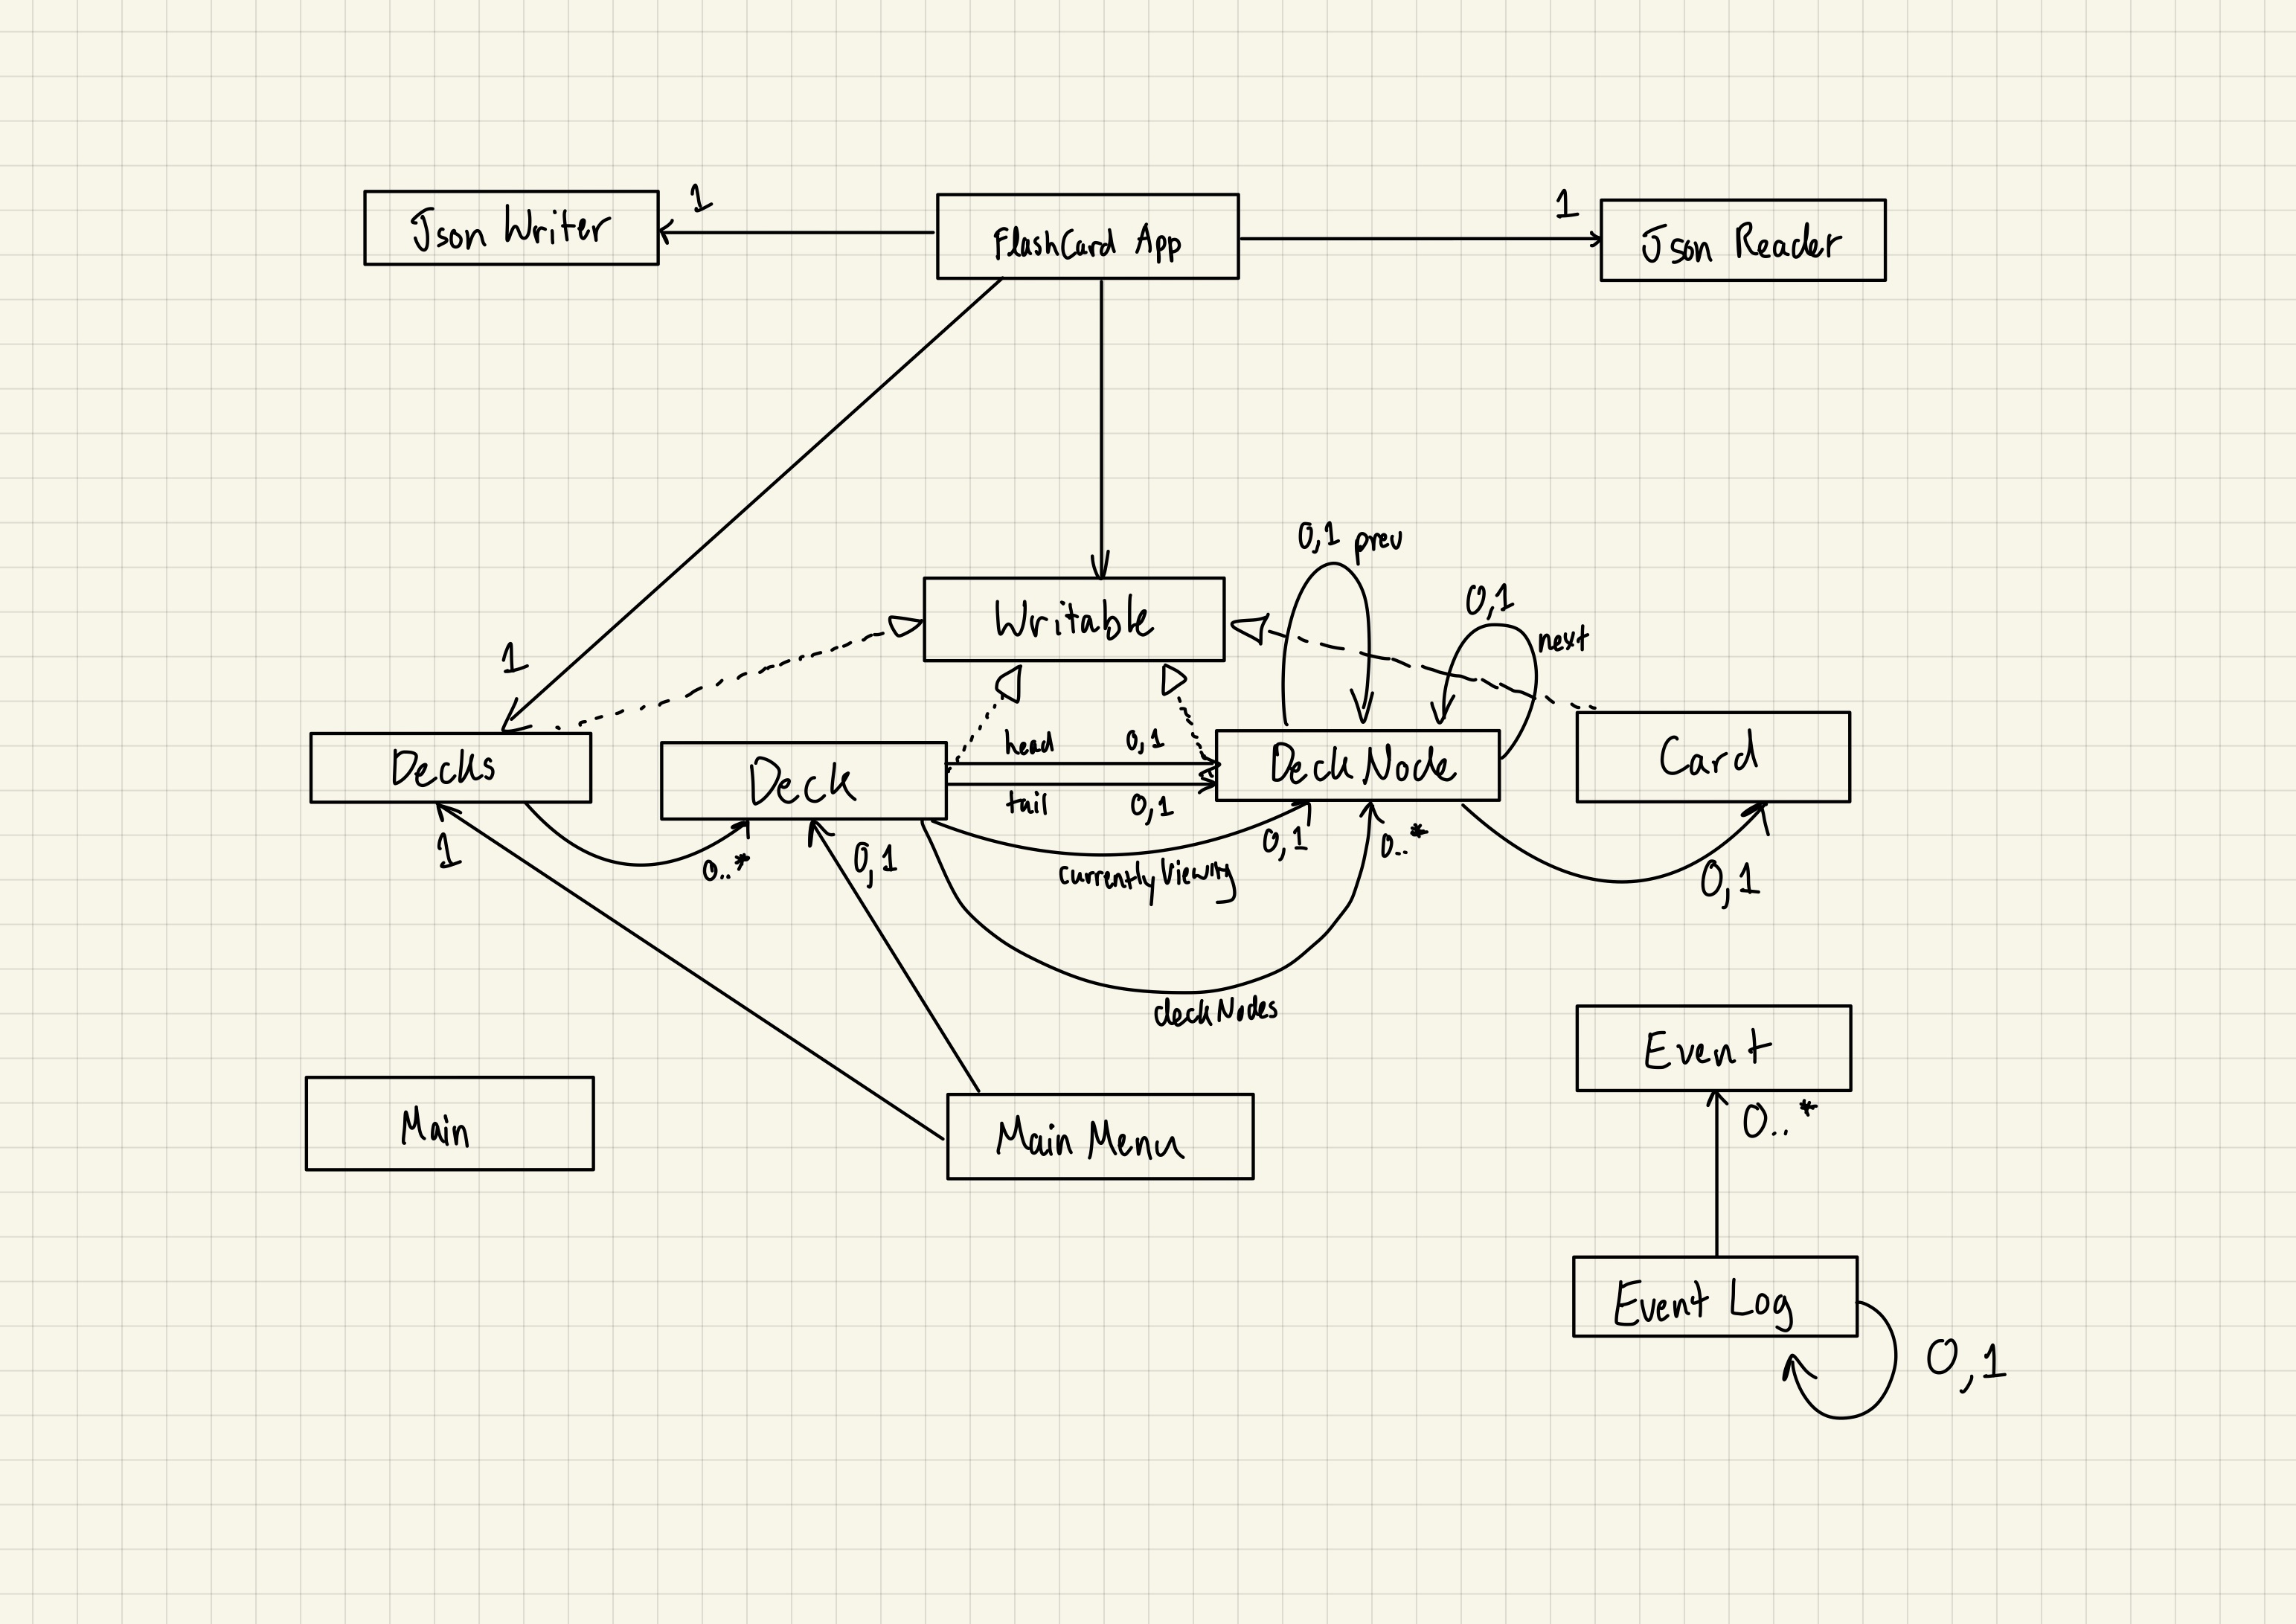 Json Writer
1
FlashCard App
1
Json Reader
0,1 prev
0,1
next
Writable
1
Decks
Deck
head
0,1
tail
0,1
Deck Node
Card
1
0..*
0,1
currentlyViewing
0,1
0..*
0,1
deckNodes
Main
Main Menu
Event
0..*
Event Log
0,1